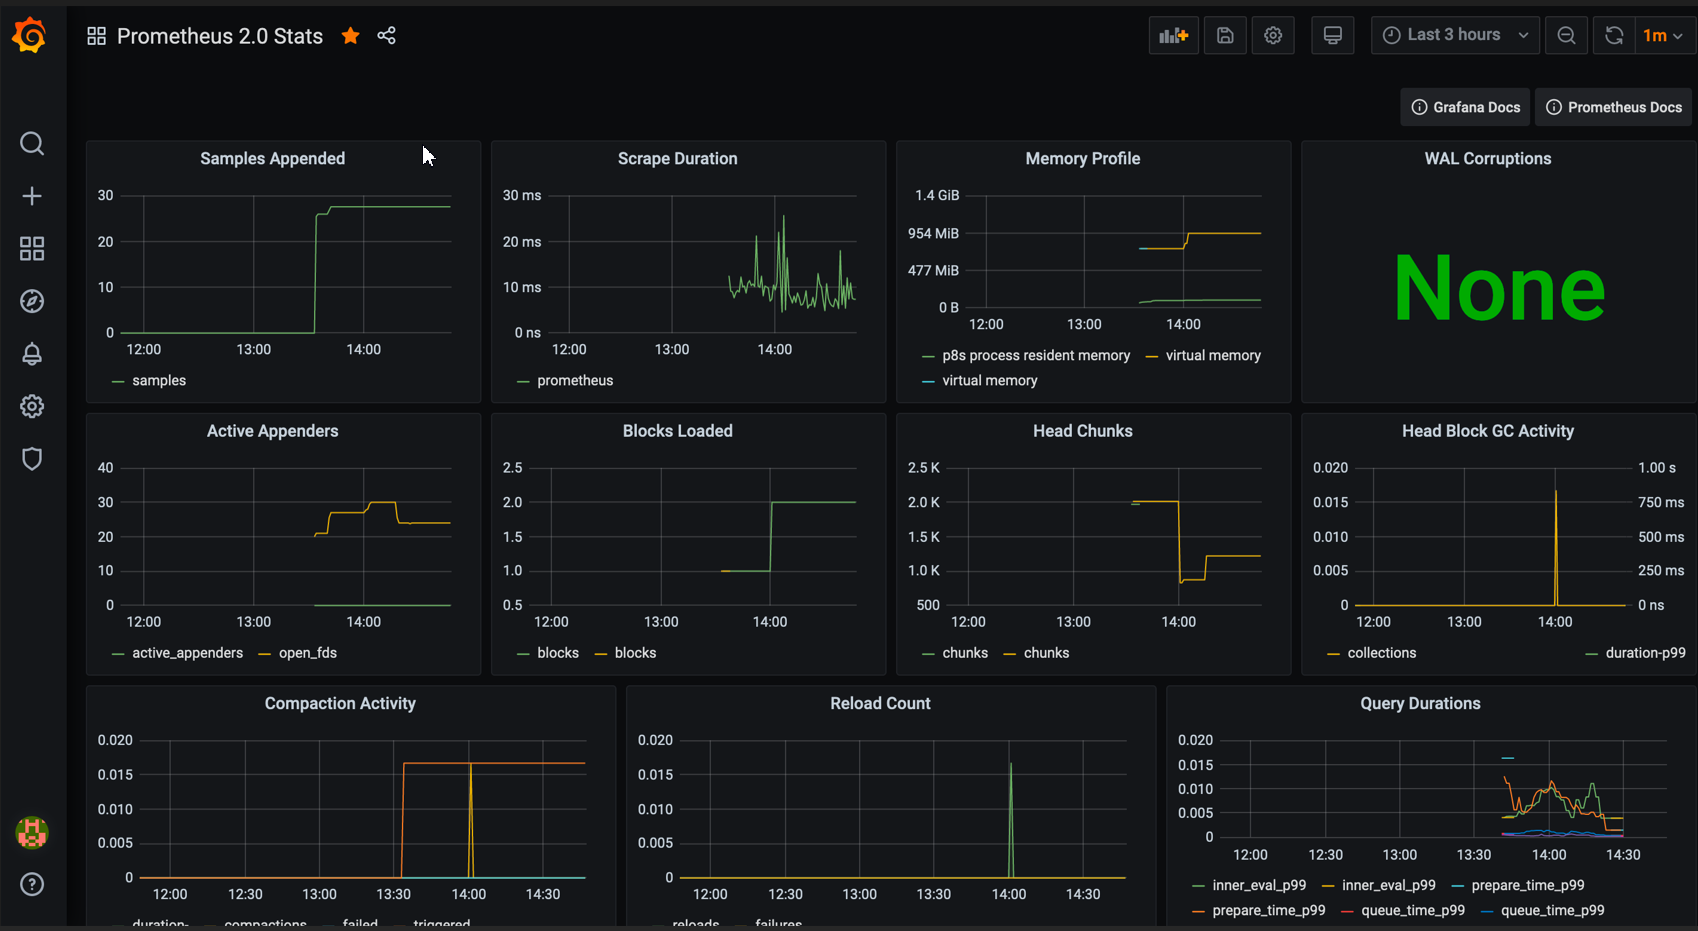 Prometheus 2.0 Stats
Last 3 hours
1m
Grafana Docs
Prometheus Docs
Samples Appended
30
20
10
0
12:00 13:00 14:00
samples
Scrape Duration
30 ms
20 ms
10 ms
0 ns
12:00 13:00 14:00
prometheus
Memory Profile
1.4 GiB
954 MiB
477 MiB
0 B
12:00 13:00 14:00
p8s process resident memory virtual memory
virtual memory
WAL Corruptions
None
Active Appenders
40
30
20
10
0
12:00 13:00 14:00
active_appenders open_fds
Blocks Loaded
2.5
2.0
1.5
1.0
0.5
12:00 13:00 14:00
blocks blocks
Head Chunks
2.5 K
2.0 K
1.5 K
1.0 K
500
12:00 13:00 14:00
chunks chunks
Head Block GC Activity
0.020 1.00 s
0.015 750 ms
0.010 500 ms
0.005 250 ms
0 0 ns
12:00 13:00 14:00
collections duration-p99
Compaction Activity
0.020
0.015
0.010
0.005
0
12:00 12:30 13:00 13:30 14:00 14:30
duration- compactions failed triggered
Reload Count
0.020
0.015
0.010
0.005
0
12:00 12:30 13:00 13:30 14:00 14:30
reloads failures
Query Durations
0.020
0.015
0.010
0.005
0
12:00 12:30 13:00 13:30 14:00 14:30
inner_eval_p99 inner_eval_p99 prepare_time_p99
prepare_time_p99 queue_time_p99 queue_time_p99